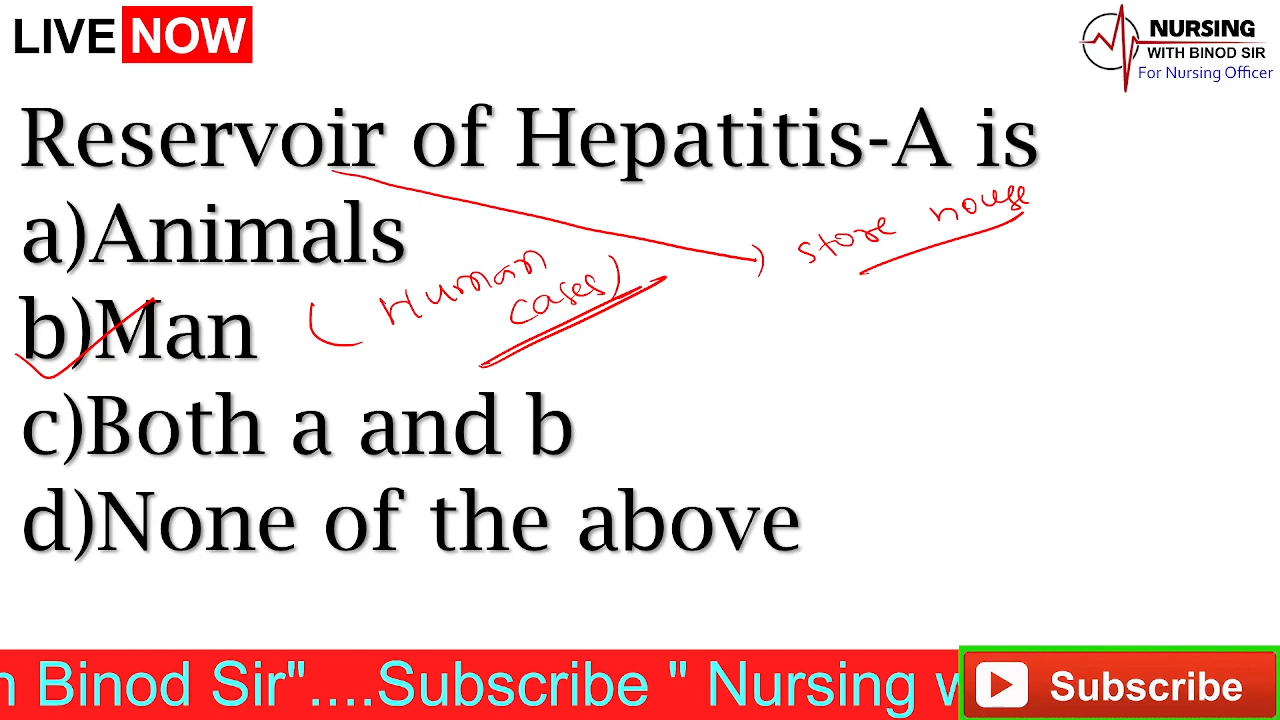 LIVE NOW
NURSING
WITH BINOD SIR
For Nursing Officer
Reservoir of Hepatitis-A is
a)Animals
store house
(Human
cases)
b)Man
c)Both a and b
d)None of the above
n Binod Sir"....Subscribe " Nursing w
Subscribe